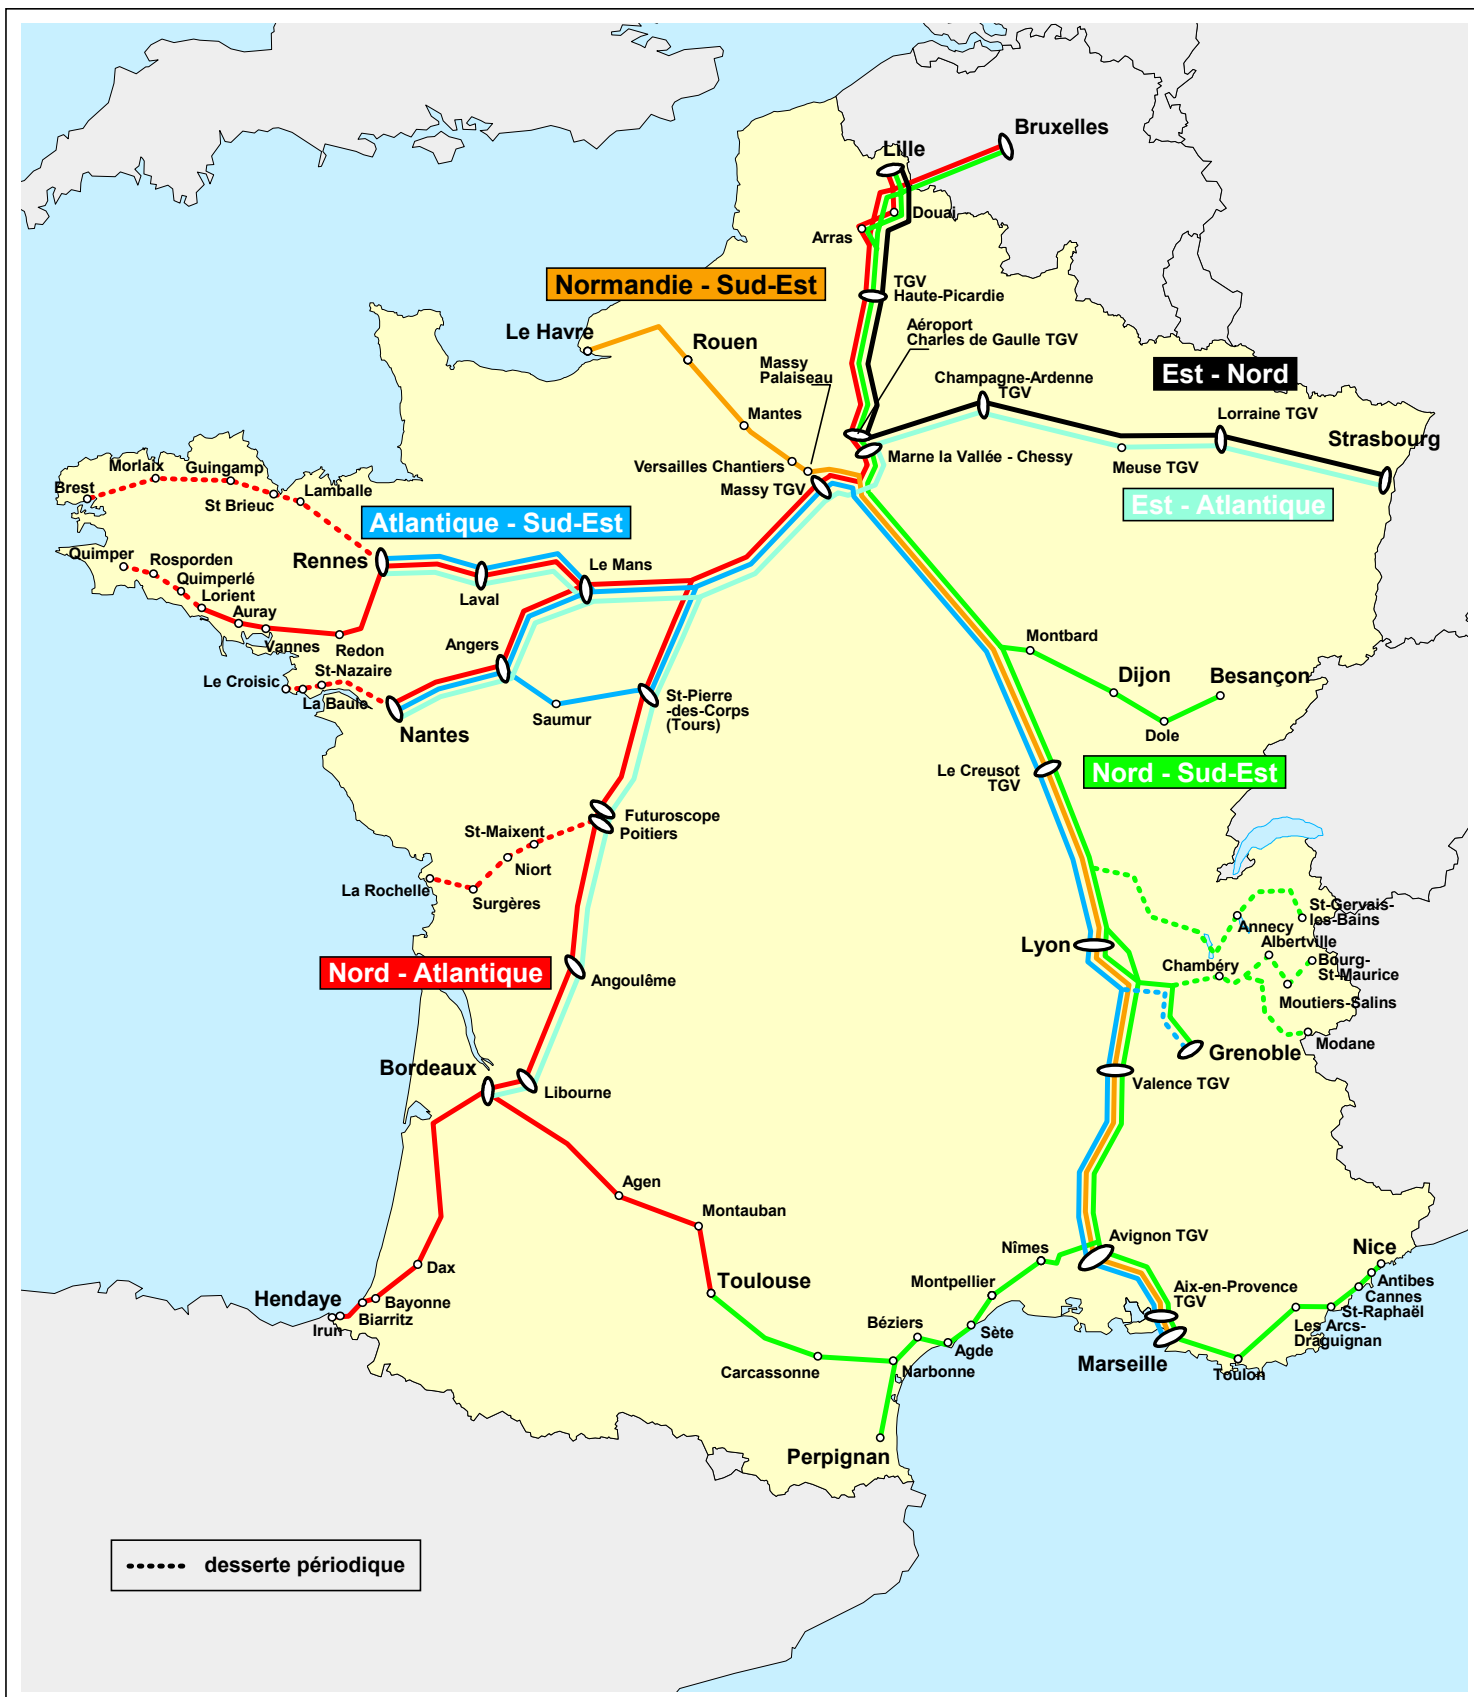 Bruxelles
Lille
Douai
Arras
Normandie - Sud-Est
TGV
Haute-Picardie
Le Havre
Rouen
Aéroport
Charles de Gaulle TGV
Massy
Palaiseau
Est - Nord
Champagne-Ardenne
TGV
Mantes
Lorraine TGV
Strasbourg
Versailles Chantiers
Marne la Vallée - Chessy
Meuse TGV
Massy TGV
Est - Atlantique
Morlaix
Guingamp
Brest
St Brieuc
Lamballe
Atlantique - Sud-Est
Quimper
Rosporden
Rennes
Le Mans
Quimperlé
Lorient
Laval
Auray
Vannes
Redon
Angers
Montbard
St-Nazaire
Le Croisic
La Baule
Dijon
Besançon
St-Pierre
-des-Corps
(Tours)
Saumur
Nantes
Dole
Le Creusot
TGV
Nord - Sud-Est
Futuroscope
Poitiers
St-Maixent
Niort
La Rochelle
Surgères
St-Gervais-
les-Bains
Annecy
Albertville
Lyon
Chambéry
Bourg-
St-Maurice
Nord - Atlantique
Angoulême
Moutiers-Salins
Modane
Grenoble
Bordeaux
Libourne
Valence TGV
Agen
Montauban
Avignon TGV
Nîmes
Nice
Dax
Toulouse
Montpellier
Antibes
Aix-en-Provence
TGV
Cannes
Hendaye
Bayonne
St-Raphaël
Biarritz
Irun
Béziers
Sète
Les Arcs-
Draguignan
Agde
Marseille
Carcassonne
Narbonne
Toulon
Perpignan
desserte périodique